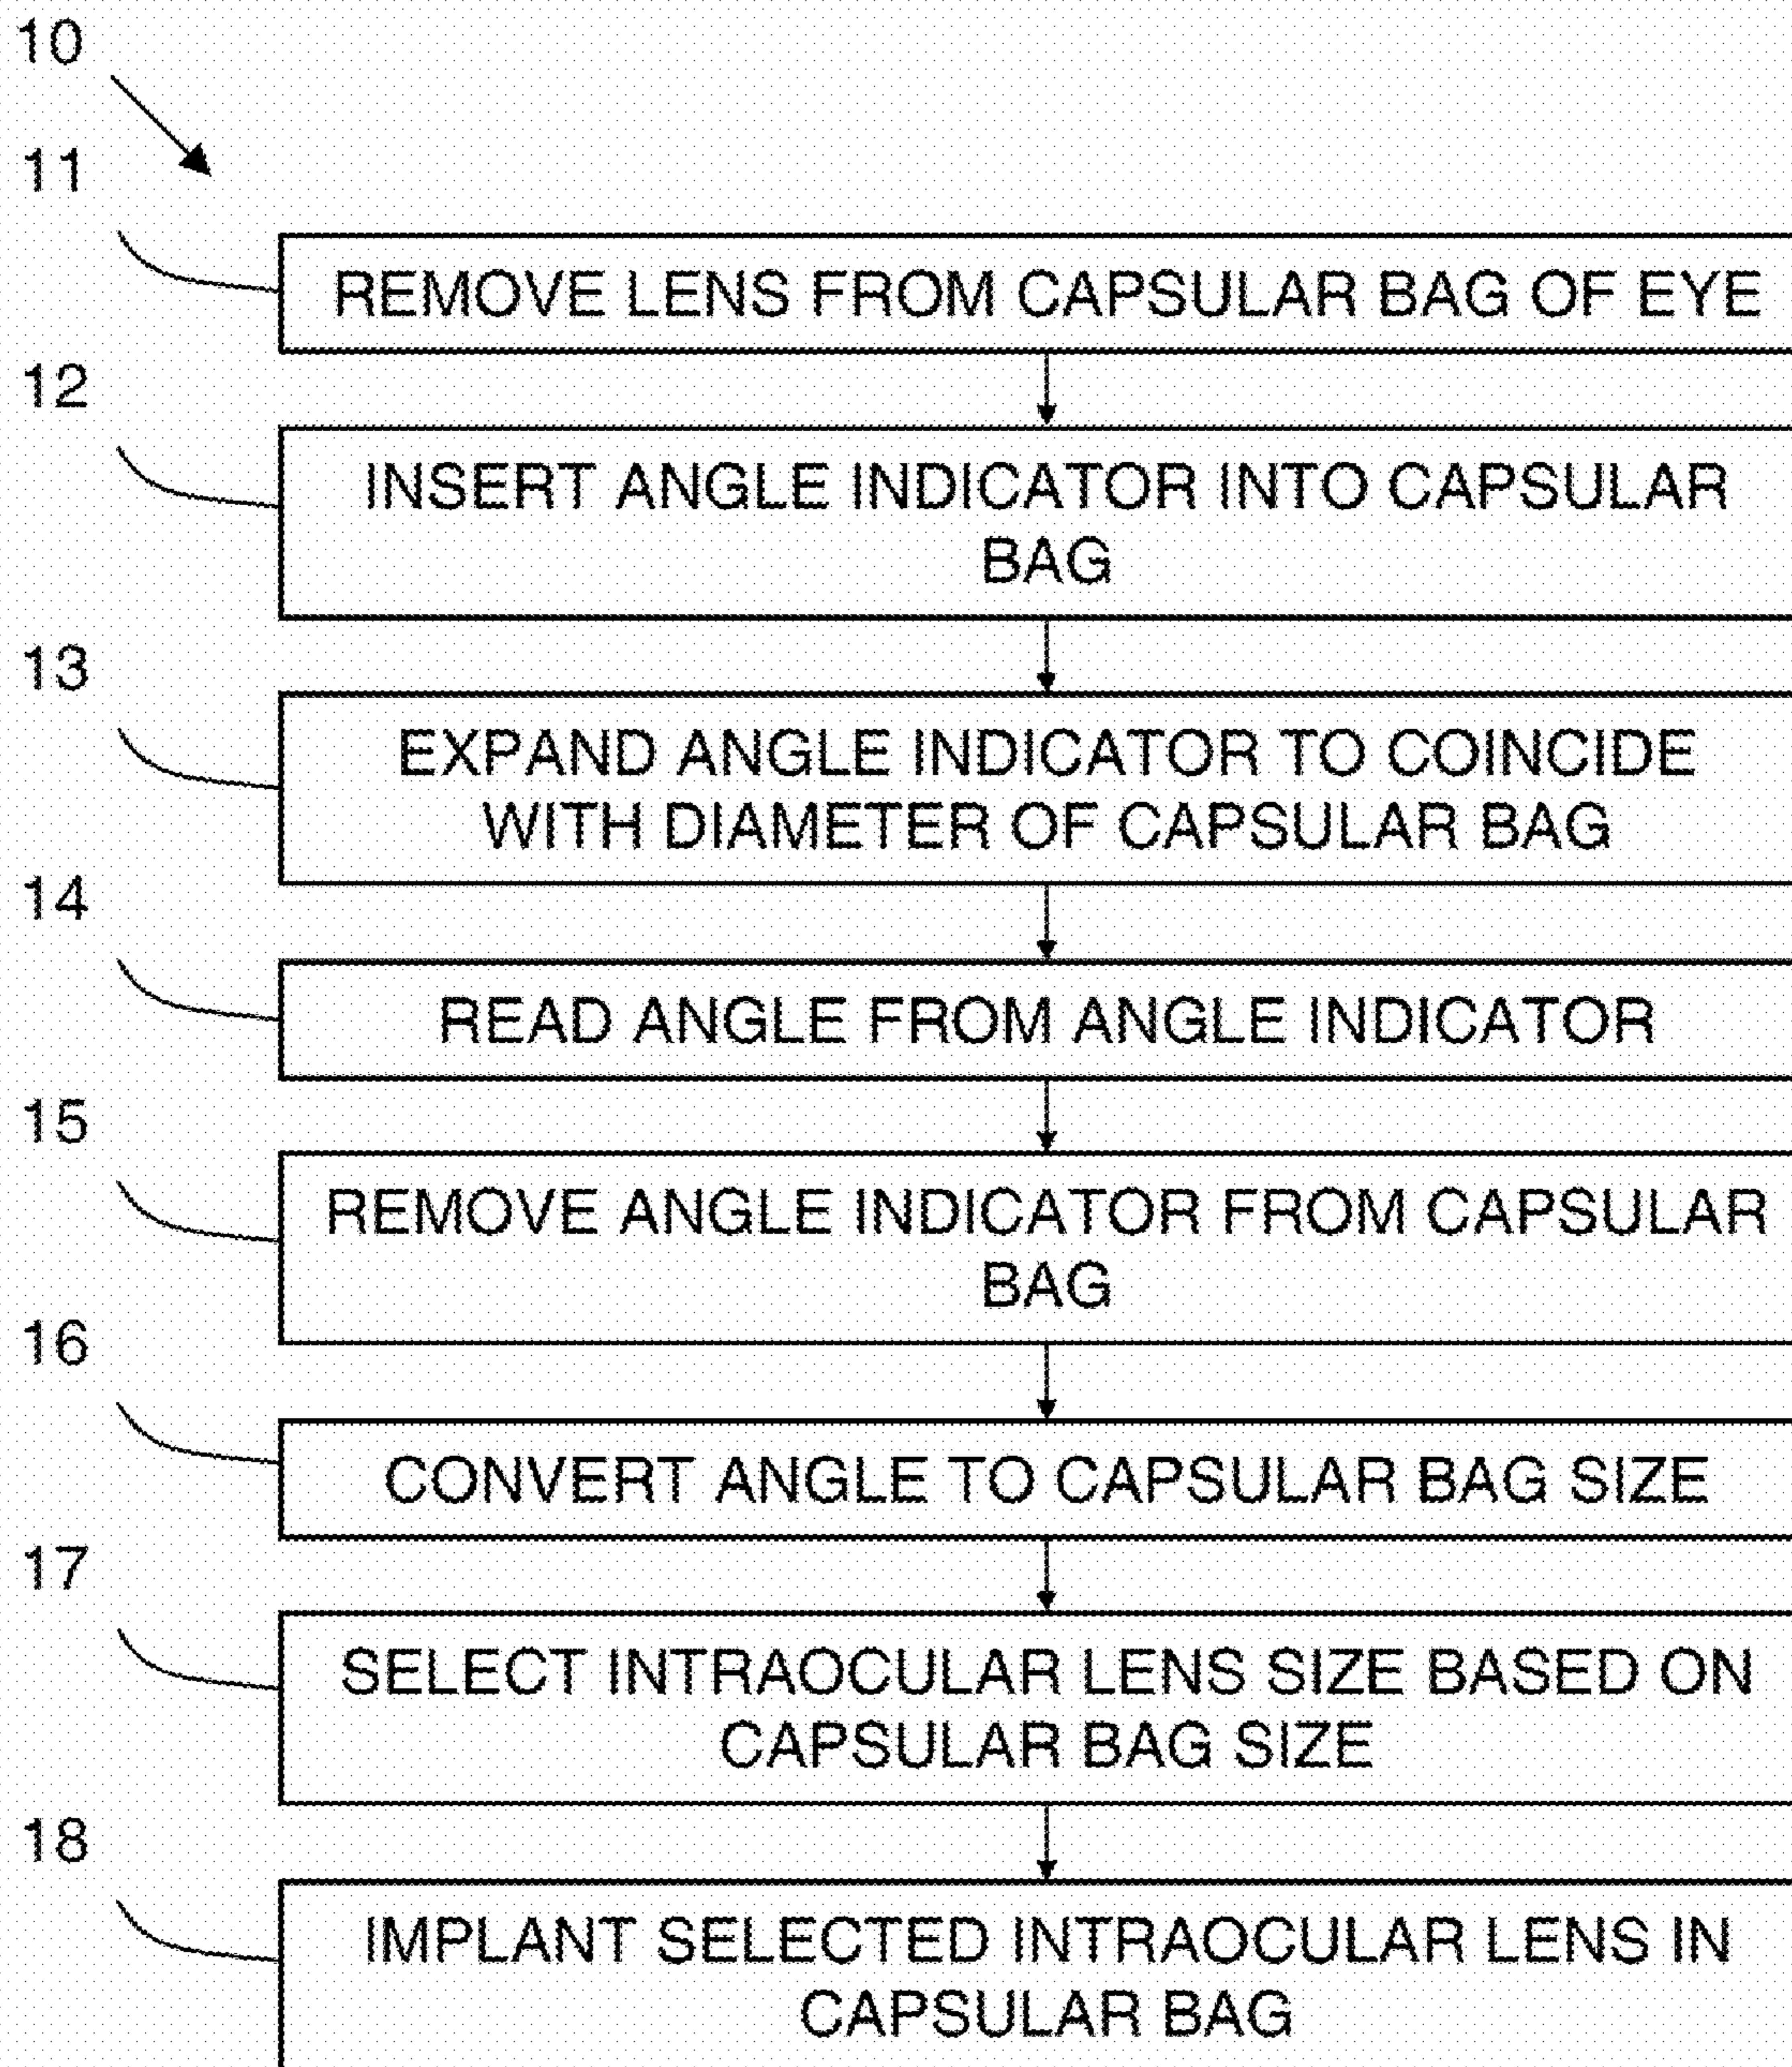 10
11
REMOVE LENS FROM CAPSULAR BAG OF EYE
12
INSERT ANGLE INDICATOR INTO CAPSULAR
BAG
13
EXPAND ANGLE INDICATOR TO COINCIDE
WITH DIAMETER OF CAPSULAR BAG
14
READ ANGLE FROM ANGLE INDICATOR
15
REMOVE ANGLE INDICATOR FROM CAPSULAR
BAG
16
CONVERT ANGLE TO CAPSULAR BAG SIZE
17
SELECT INTRAOCULAR LENS SIZE BASED ON
CAPSULAR BAG SIZE
18
IMPLANT SELECTED INTRAOCULAR LENS IN
CAPSULAR BAG